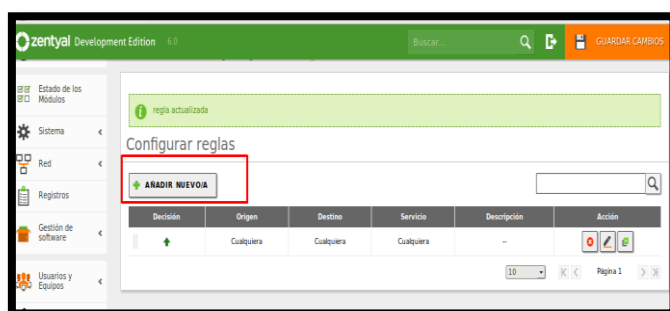 zentyal Development Edition 6.0 Buscar... GUARDAR CAMBIOS
Estado de los
Módulos
Sistema
Red
Registros
Gestión de
software
Usuarios y
Equipos
regla actualizada
Configurar reglas
+ AÑADIR NUEVO/A
Decisión Origen Destino Servicio Descripción Acción
Cualquiera Cualquiera Cualquiera --
10 Página 1